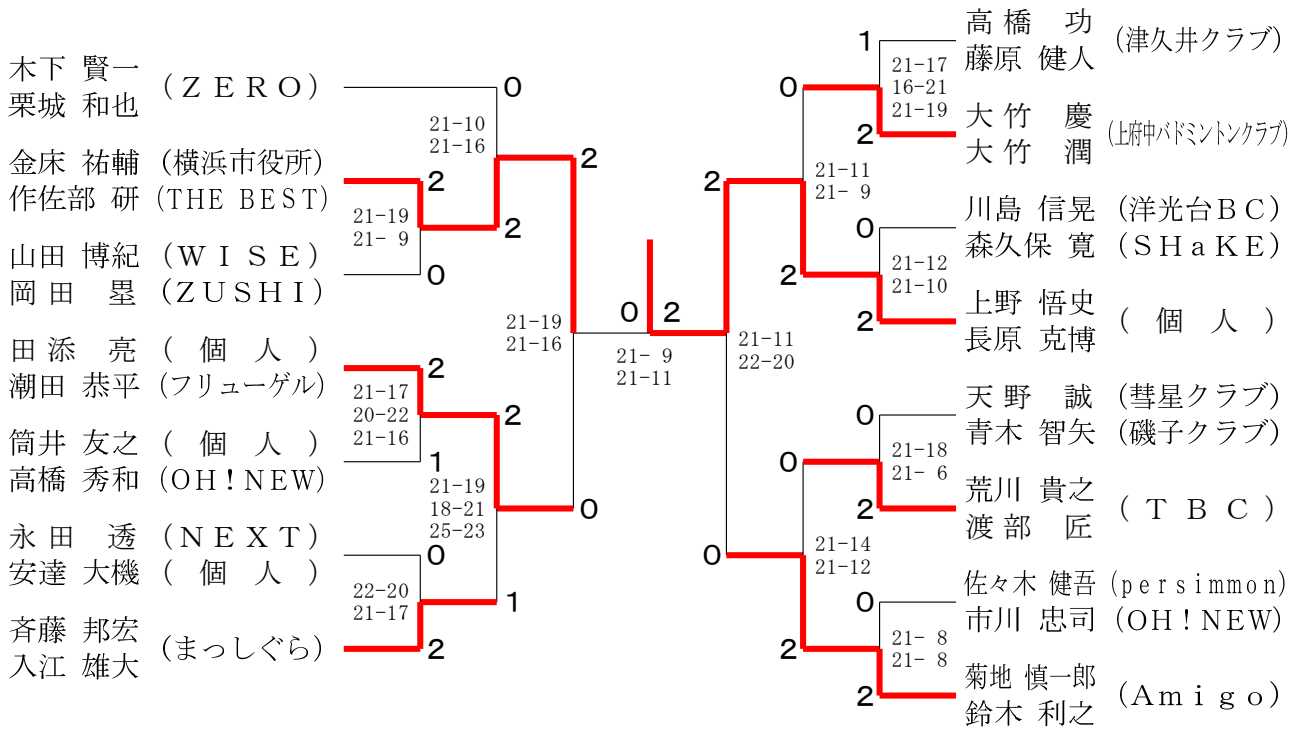 木下 賢一
栗城 和也
(ＺＥＲＯ)
金床 祐輔 (横浜市役所)
作佐部 研 (THE BEST)
山田 博紀 (ＷＩＳＥ)
岡田 塁 (ZUSHI)
田添 亮 (個人)
潮田 恭平 (フリューゲル)
筒井 友之 (個人)
高橋 秀和 (OH!NEW)
永田 透 (ＮＥＸＴ)
安達 大機 (個人)
斉藤 邦宏
入江 雄大
(まっしぐら)
0
21-10
21-16
2
2
21-19
21- 9
2
0
21-19
21-16
2
21-17
20-22
21-16
2
1
21-19
18-21
25-23
0
0
22-20
21-17
1
2
0 2
21- 9
21-11
1
21-17
16-21
21-19
0
2
21-11
21- 9
2
0
21-12
21-10
2
2
21-11
22-20
0
21-18
21- 6
0
2
21-14
21-12
0
0
21- 8
21- 8
2
2
高橋 功
藤原 健人
(津久井クラブ)
大竹 慶
大竹 潤
(上府中バドミントンクラブ)
川島 信晃 (洋光台ＢＣ)
森久保 寛 (SHaKE)
上野 悟史
長原 克博
(個人)
天野 誠 (彗星クラブ)
青木 智矢 (磯子クラブ)
荒川 貴之
渡部 匠
(ＴＢＣ)
佐々木 健吾 (persimmon)
市川 忠司 (OH!NEW)
菊地 慎一郎
鈴木 利之
(Amigo)